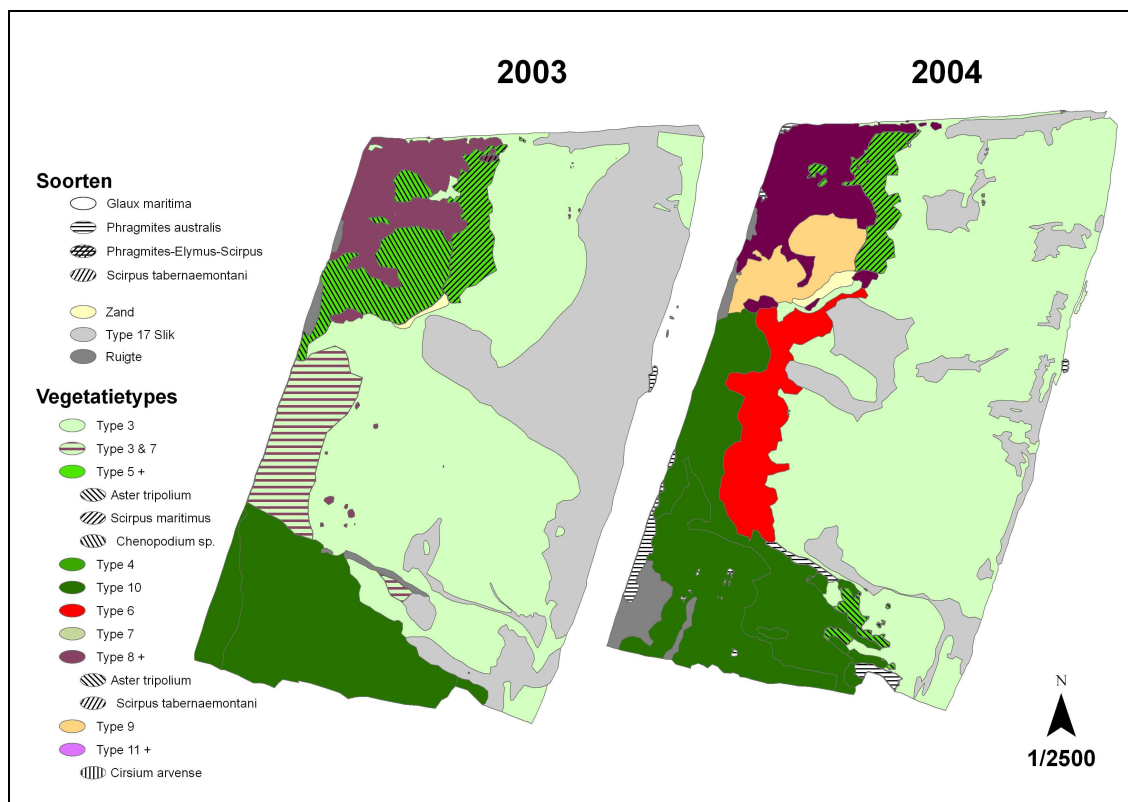 2003
2004
Soorten
Glaux maritima
Phragmites australis
Phragmites-Elymus-Scirpus
Scirpus tabernaemontani
Zand
Type 17 Slik
Ruigte
Vegetatietypes
Type 3
Type 3 & 7
Type 5 +
Aster tripolium
Scirpus maritimus
Chenopodium sp.
Type 4
Type 10
Type 6
Type 7
Type 8 +
Aster tripolium
Scirpus tabernaemontani
Type 9
Type 11 +
Cirsium arvense
N
1/2500